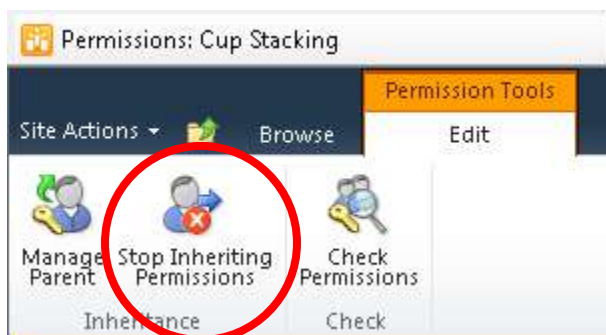 Permissions: Cup Stacking
Permission Tools
Site Actions Browse Edit
Manage Parent
Stop Inheriting Permissions
Check Permissions
Inheritance Check